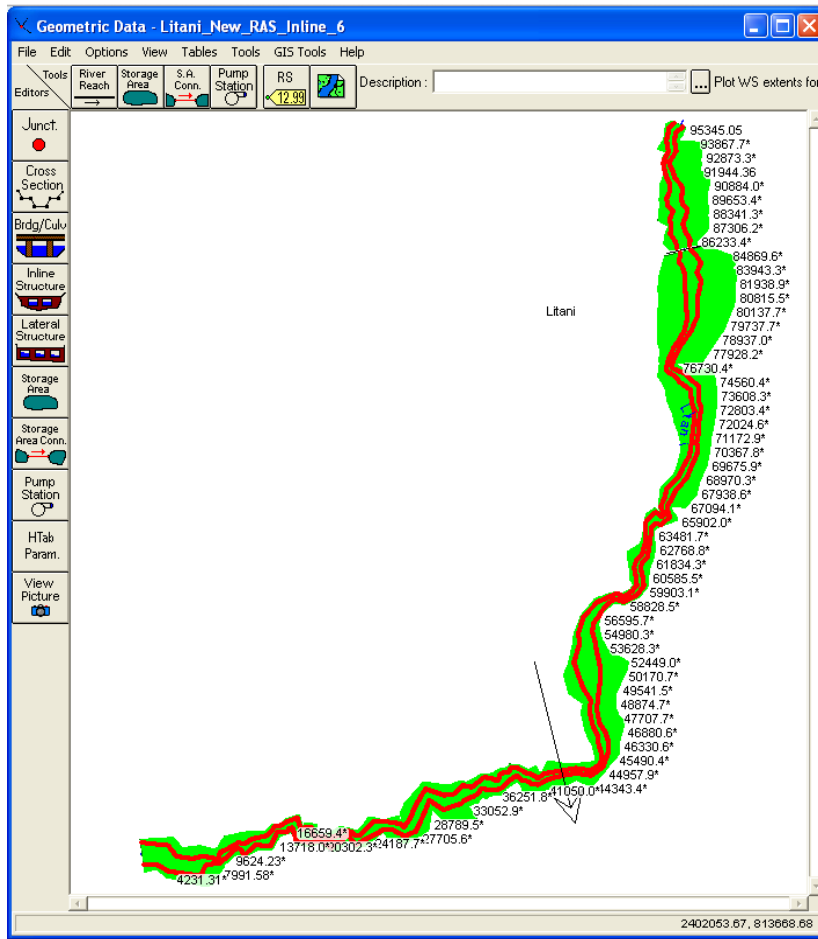 Geometric Data - Litani_New_RAS_Inline_6
File Edit Options View Tables Tools GIS Tools Help
Tools
Editors
River
Reach
Storage
Area
S.A.
Conn.
Pump
Station
RS
12.99
Description :
...
Plot WS extents for
Junct.
Cross
Section
Brdg/Culv
Inline
Structure
Lateral
Structure
Storage
Area
Storage
Area Conn.
Pump
Station
HTab
Param.
View
Picture
95345.05
93867.7*
92873.3*
91944.36
90884.0*
89653.4*
88341.3*
87306.2*
86233.4*
84869.6*
83943.3*
81938.9*
80815.5*
80137.7*
79737.7*
78937.0*
77928.2*
76730.4*
74560.4*
73608.3*
72803.4*
72024.6*
71172.9*
70367.8*
69675.9*
68970.3*
67938.6*
67094.1*
65902.0*
63481.7*
62768.8*
61834.3*
60585.5*
59903.1*
58828.5*
56595.7*
54980.3*
53628.3*
52449.0*
50170.7*
49541.5*
48874.7*
47707.7*
46880.6*
46330.6*
45490.4*
44957.9*
Litani
Litani
41050.0*
36251.8*
33052.9*
28789.5*
27705.6*
16659.4*
13718.0*
9624.23*
7991.58*
4231.31*
2402053.67, 813668.68